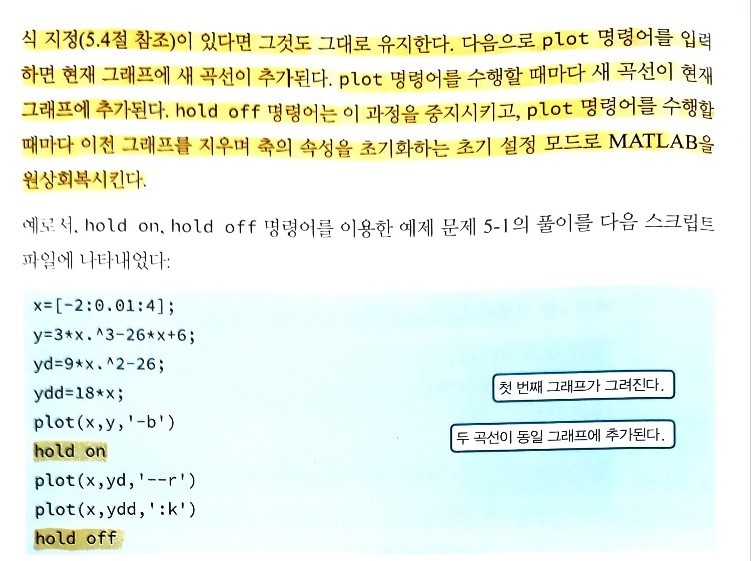 식 지정(5.4절 참조)이 있다면 그것도 그대로 유지한다. 다음으로 plot 명령어를 입력
하면 현재 그래프에 새 곡선이 추가된다. plot 명령어를 수행할 때마다 새 곡선이 현재
그래프에 추가된다. hold off 명령어는 이 과정을 중지시키고, plot 명령어를 수행할
때마다 이전 그래프를 지우며 축의 속성을 초기화하는 초기 설정 모드로 MATLAB을
원상회복시킨다.
예로서, hold on, hold off 명령어를 이용한 예제 문제 5-1의 풀이를 다음 스크립트
파일에 나타내었다:
x=[-2:0.01:4];
y=3*x.^3-26*x+6;
yd=9*x.^2-26;
ydd=18*x;
첫 번째 그래프가 그려진다.
plot(x,y,'-b')
두 곡선이 동일 그래프에 추가된다.
hold on
plot(x,yd,'--r')
plot(x,ydd,':k')
hold off